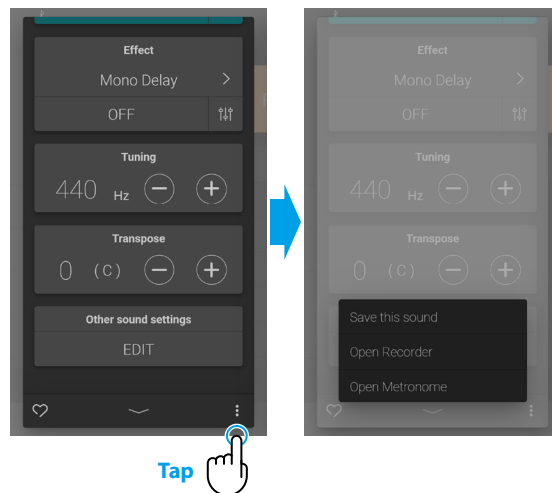 Effect
Mono Delay
OFF
Tuning
440 Hz
Transpose
0 (C)
Other sound settings
EDIT
Tap
Effect
Mono Delay
OFF
Tuning
440 Hz
Transpose
0 (C)
Save this sound
Open Recorder
Open Metronome